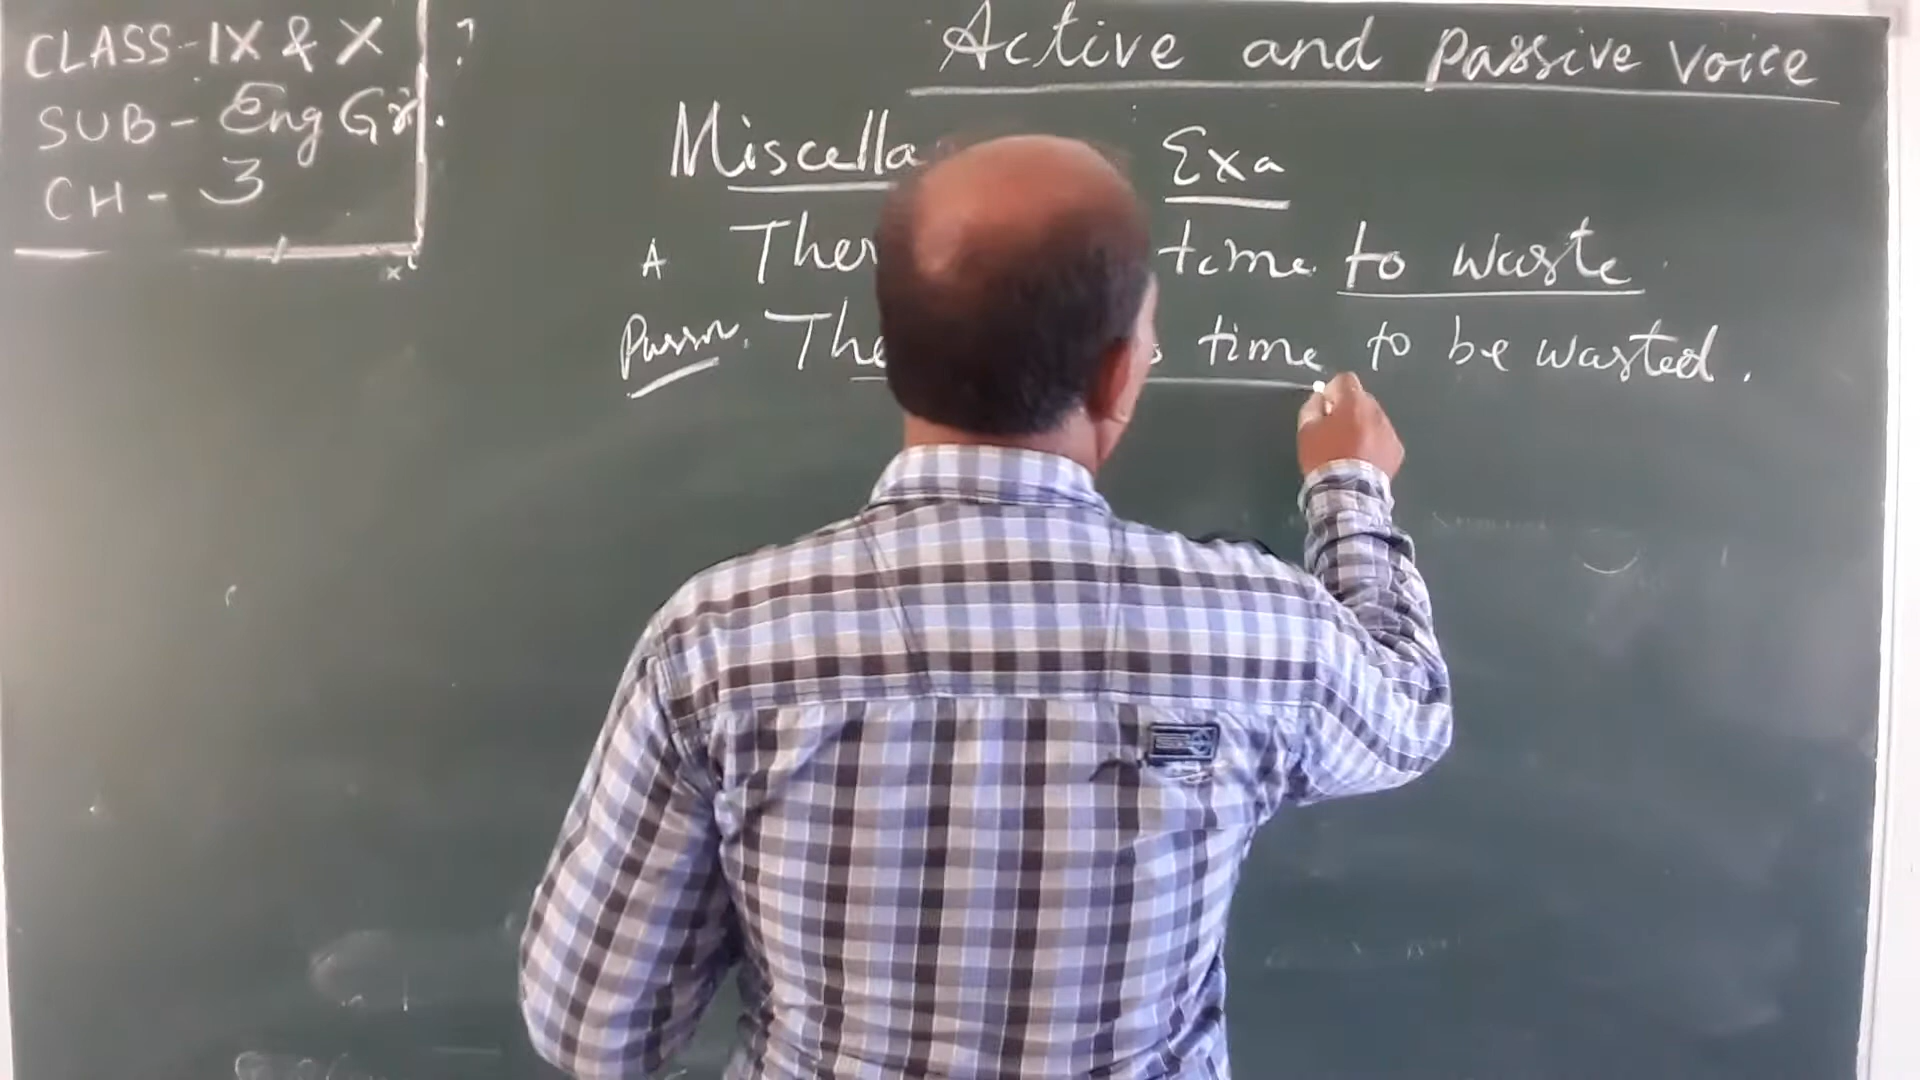 CLASS-IX & X
SUB- Eng Gr.
CH- 3
?
Active and passive voice
Miscella Exa
A Ther time to waste
The time to be wasted.